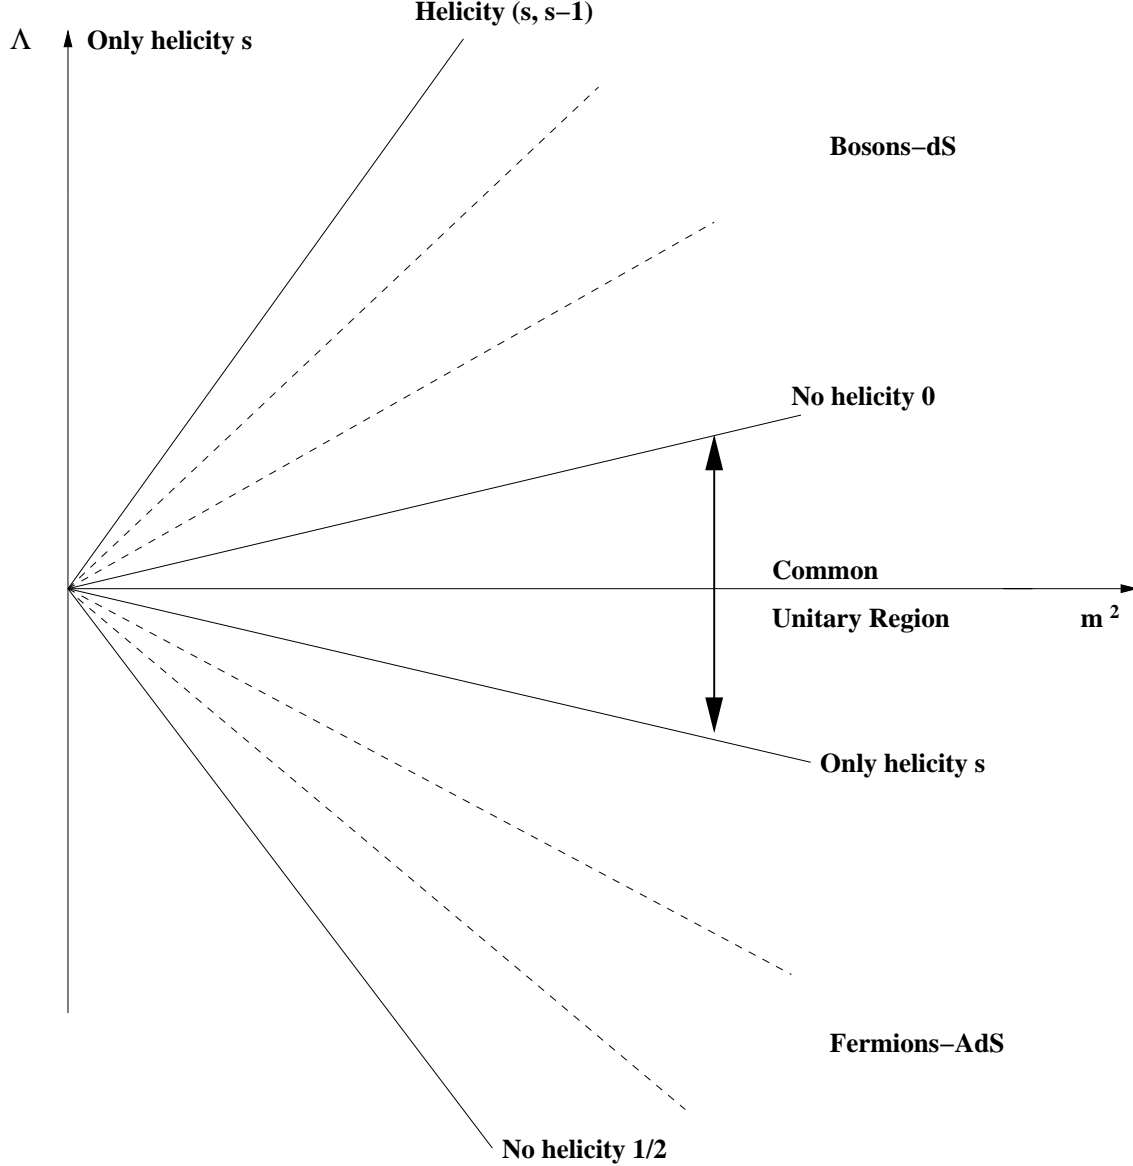 Helicity (s, s−1)
Λ
Only helicity s
Bosons−dS
No helicity 0
Common
Unitary Region
m 2
Only helicity s
Fermions−AdS
No helicity 1/2